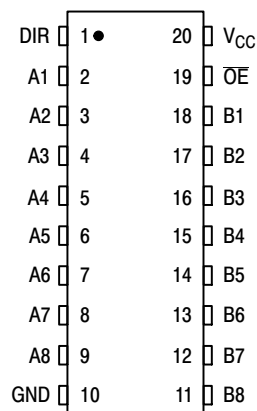 DIR 1 20 VCC
A1 2 19 OE
A2 3 18 B1
A3 4 17 B2
A4 5 16 B3
A5 6 15 B4
A6 7 14 B5
A7 8 13 B6
A8 9 12 B7
GND 10 11 B8